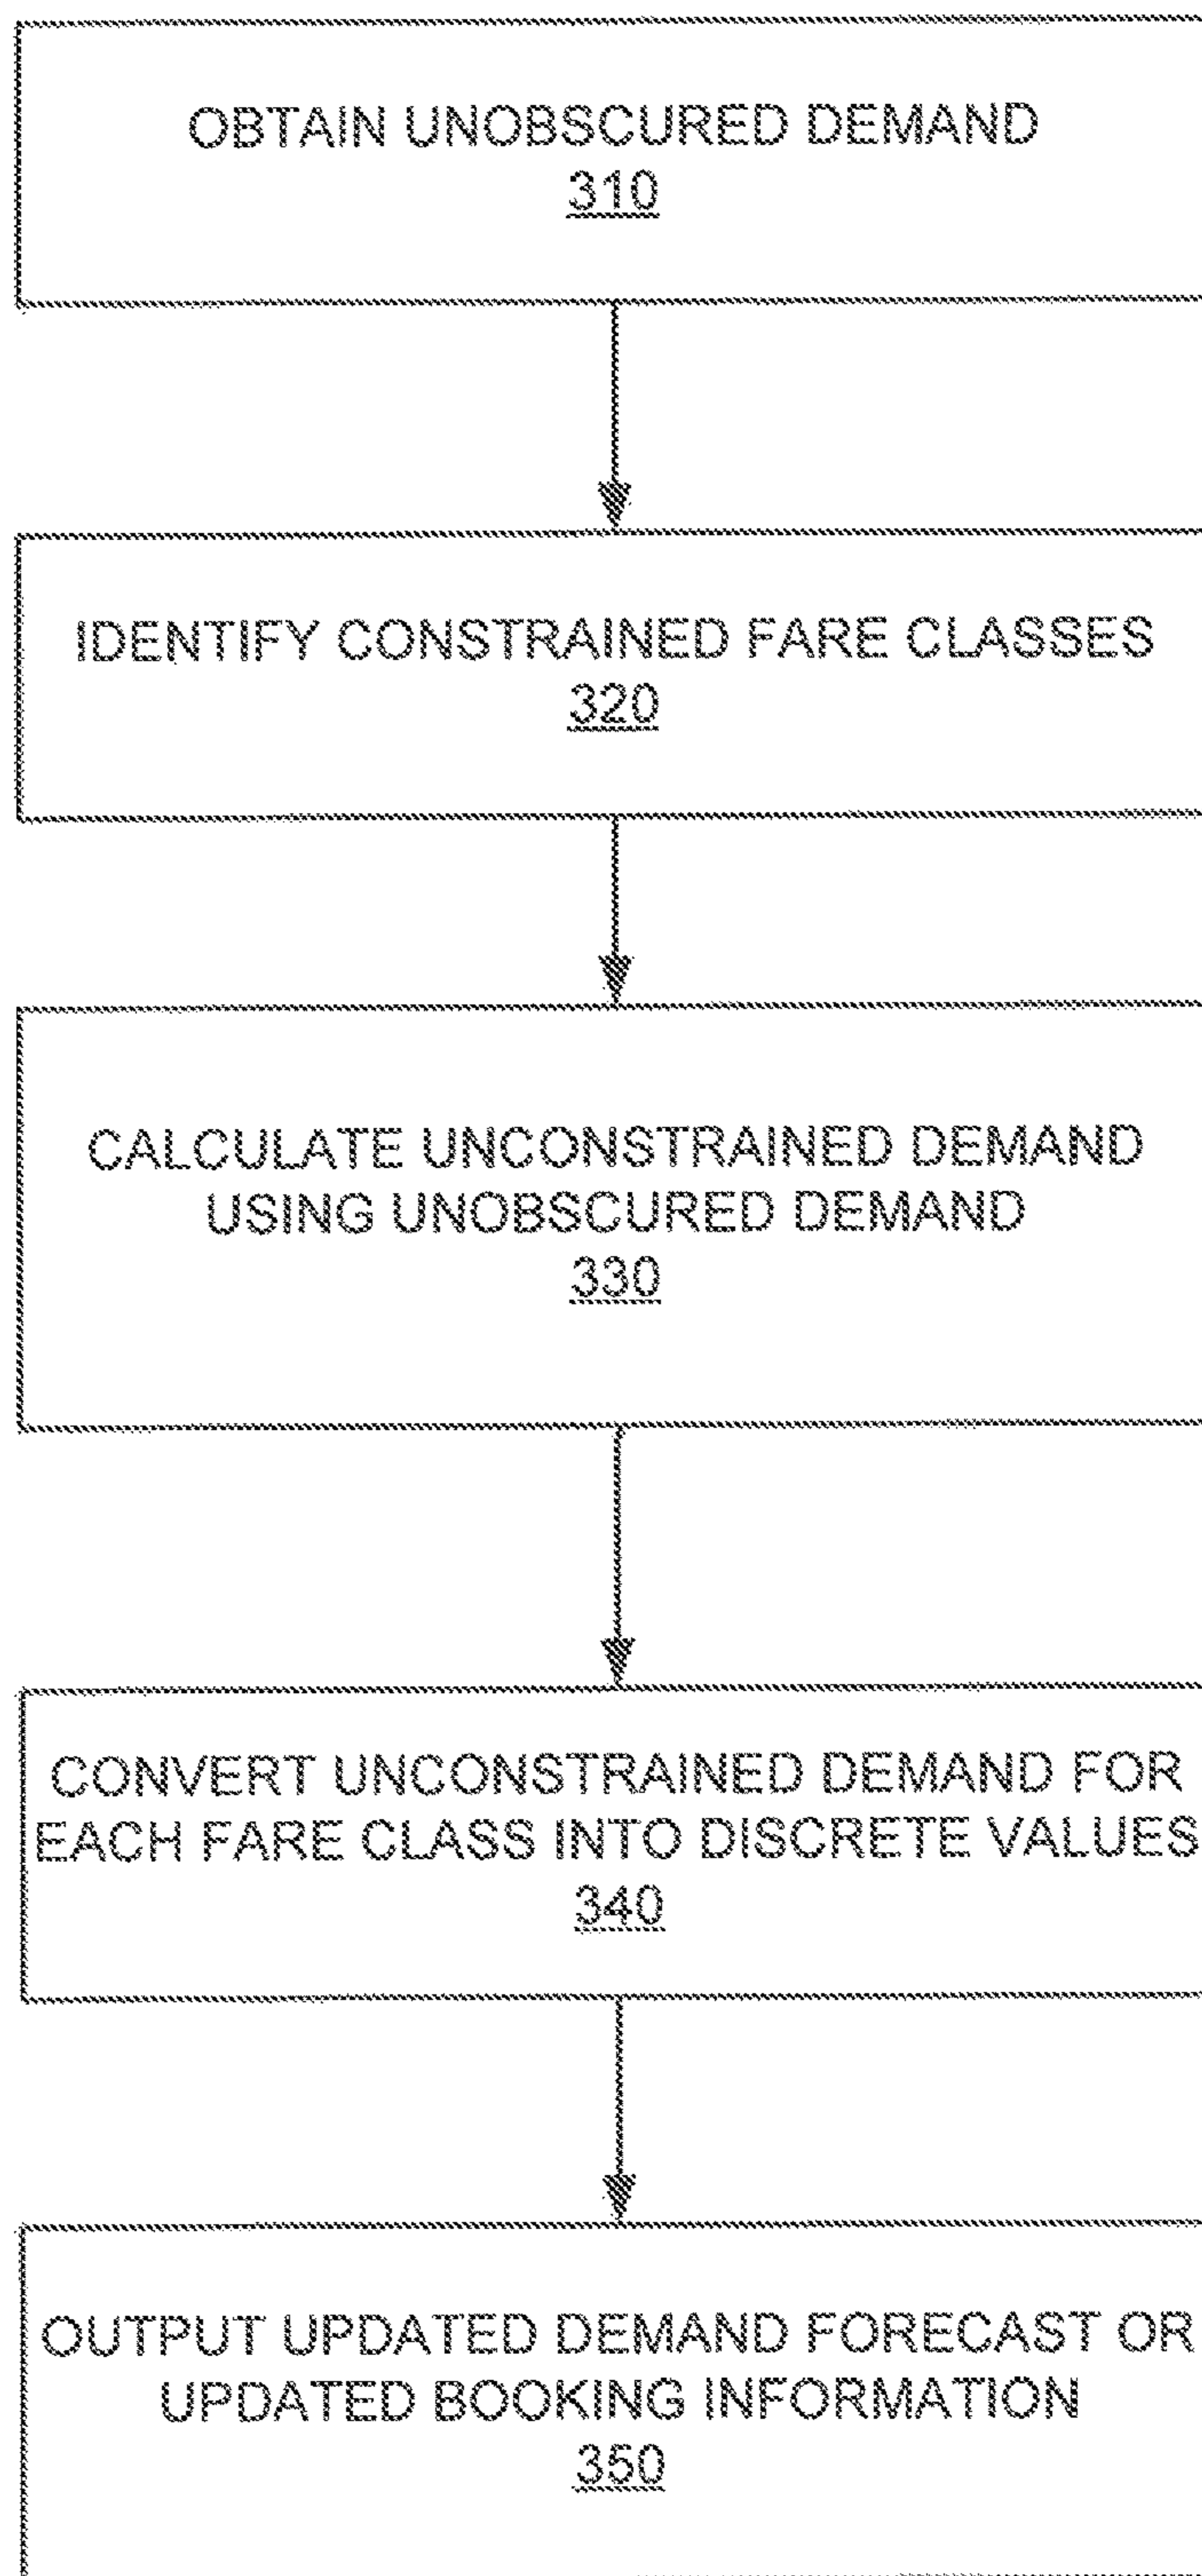 OBTAIN UNOBSCURED DEMAND
310
IDENTIFY CONSTRAINED FARE CLASSES
320
CALCULATE UNCONSTRAINED DEMAND
USING UNOBSCURED DEMAND
330
CONVERT UNCONSTRAINED DEMAND FOR
EACH FARE CLASS INTO DISCRETE VALUES
340
OUTPUT UPDATED DEMAND FORECAST OR
UPDATED BOOKING INFORMATION
350